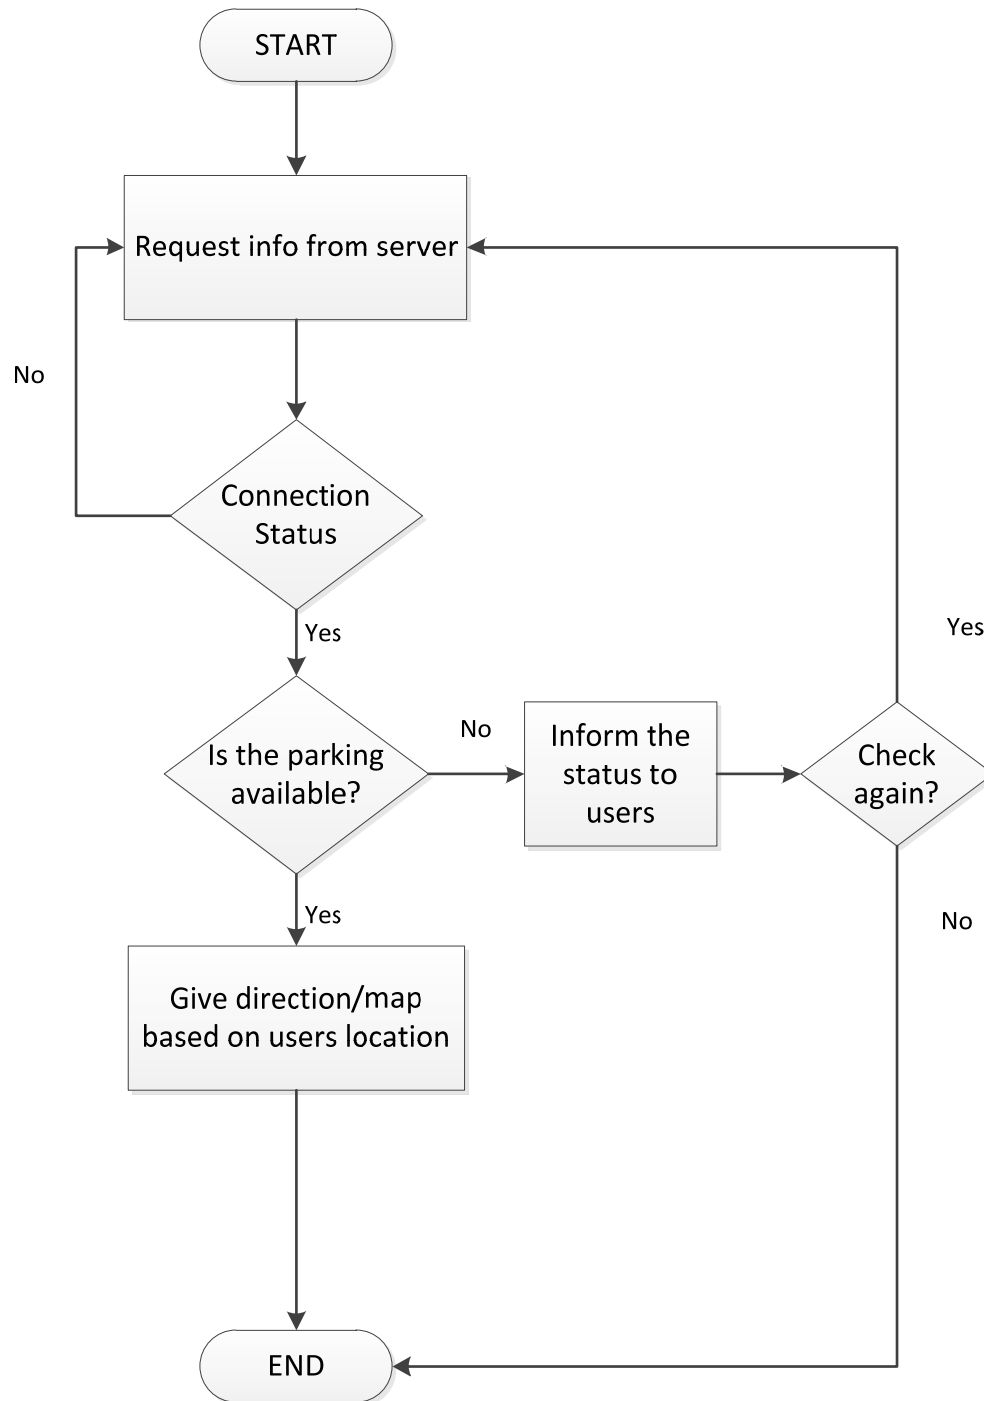 START
Request info from server
No
Connection
Status
Yes
Yes
Is the parking
available?
No
Inform the
status to
users
Check
again?
Yes
No
Give direction/map
based on users location
END